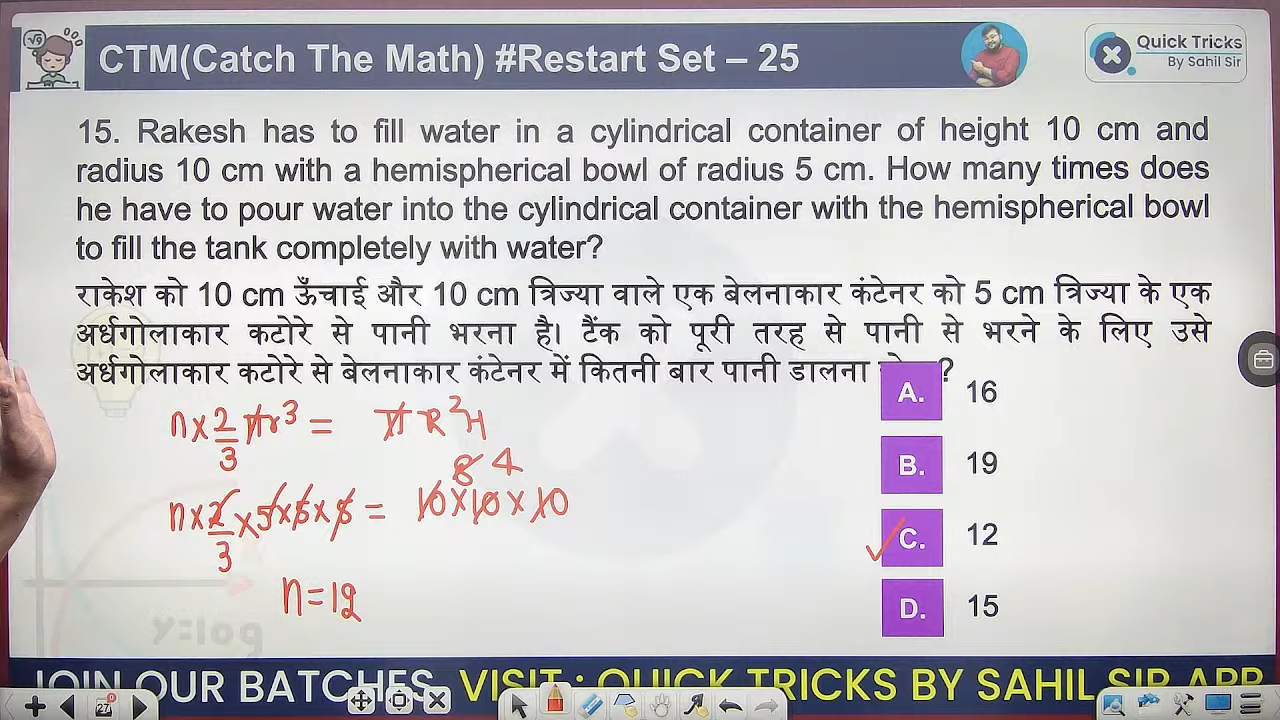 CTM(Catch The Math) #Restart Set – 25
Quick Tricks
By Sahil Sir
15. Rakesh has to fill water in a cylindrical container of height 10 cm and
radius 10 cm with a hemispherical bowl of radius 5 cm. How many times does
he have to pour water into the cylindrical container with the hemispherical bowl
to fill the tank completely with water?
राकेश को 10 cm ऊँचाई और 10 cm त्रिज्या वाले एक बेलनाकार कंटेनर को 5 cm त्रिज्या के एक
अर्धगोलाकार कटोरे से पानी भरना है। टैंक को पूरी तरह से पानी से भरने के लिए उसे
अर्धगोलाकार कटोरे से बेलनाकार कंटेनर में कितनी बार पानी डालना ?
A. 16
B. 19
C. 12
D. 15
n×2/3 πr³ = πR²H
8 4
n×2/3×5×5×5 = 10×10×10
n=12
y=log
JOIN OUR BATCHES VISIT : QUICK TRICKS BY SAHIL SIR APP
27